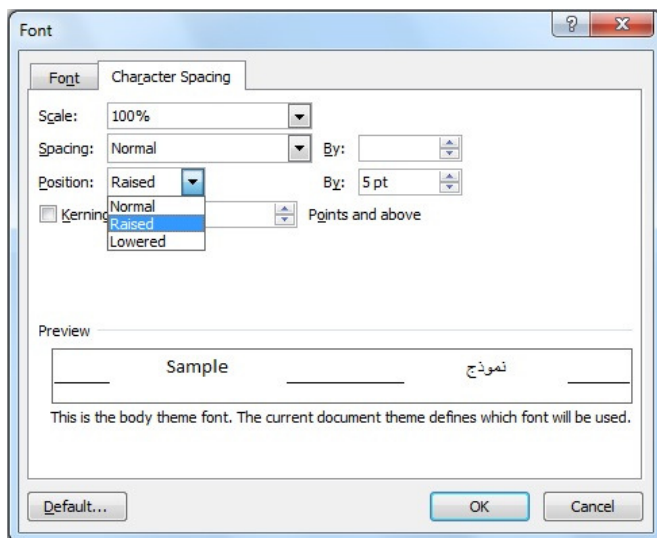 Font
?
X
Font
Character Spacing
Scale: 100%
Spacing: Normal By:
Position: Raised By: 5 pt
Normal
Kerning Points and above
Raised
Lowered
Preview
Sample نموذج
This is the body theme font. The current document theme defines which font will be used.
Default... OK Cancel